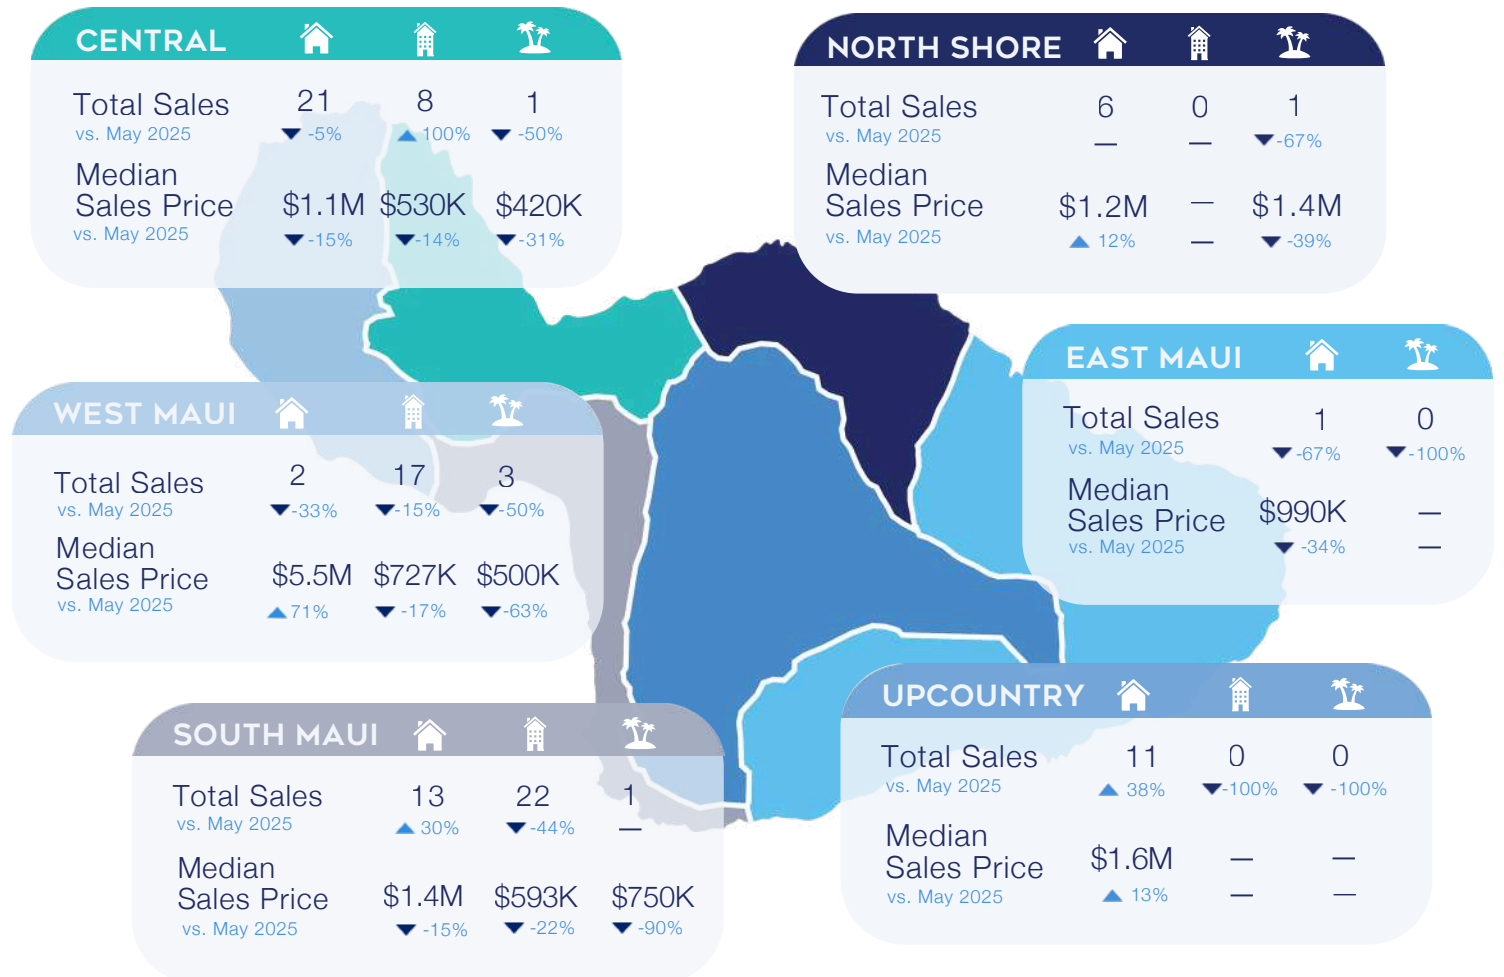 CENTRAL
Total Sales 21 8 1
vs. May 2025 ▼ -5% ▲ 100% ▼ -50%
Median
Sales Price $1.1M $530K $420K
vs. May 2025 ▼ -15% ▼ -14% ▼ -31%
NORTH SHORE
Total Sales 6 0 1
vs. May 2025 — — ▼ -67%
Median
Sales Price $1.2M — $1.4M
vs. May 2025 ▲ 12% — ▼ -39%
EAST MAUI
Total Sales 1 0
vs. May 2025 ▼ -67% ▼ -100%
Median
Sales Price $990K —
vs. May 2025 ▼ -34% —
WEST MAUI
Total Sales 2 17 3
vs. May 2025 ▼ -33% ▼ -15% ▼ -50%
Median
Sales Price $5.5M $727K $500K
vs. May 2025 ▲ 71% ▼ -17% ▼ -63%
UPCOUNTRY
Total Sales 11 0 0
vs. May 2025 ▲ 38% ▼ -100% ▼ -100%
Median
Sales Price $1.6M — —
vs. May 2025 ▲ 13% — —
SOUTH MAUI
Total Sales 13 22 1
vs. May 2025 ▲ 30% ▼ -44% —
Median
Sales Price $1.4M $593K $750K
vs. May 2025 ▼ -15% ▼ -22% ▼ -90%